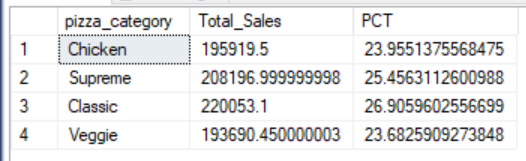 pizza_category Total_Sales PCT
1 Chicken 195919.5 23.9551375568475
2 Supreme 208196.999999998 25.4563112600988
3 Classic 220053.1 26.9059602556699
4 Veggie 193690.450000003 23.6825909273848